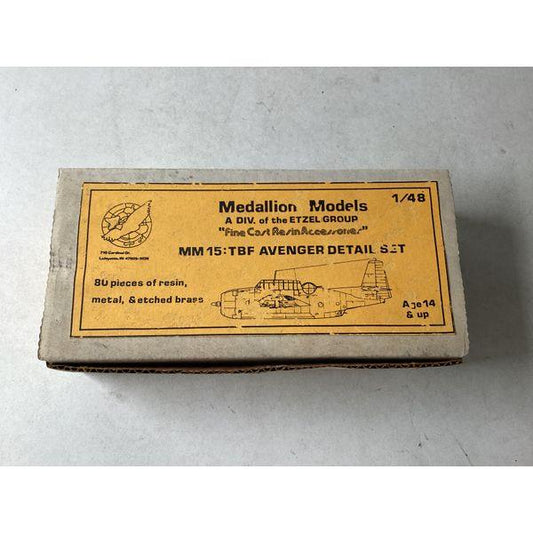 Medallion Models
1/48
A DIV. of the ETZEL GROUP
"Fine Cast Resin Accessories"
MM 15: TBF AVENGER DETAIL SET
80 pieces of resin,
metal, & etched brass
Age 14
& up